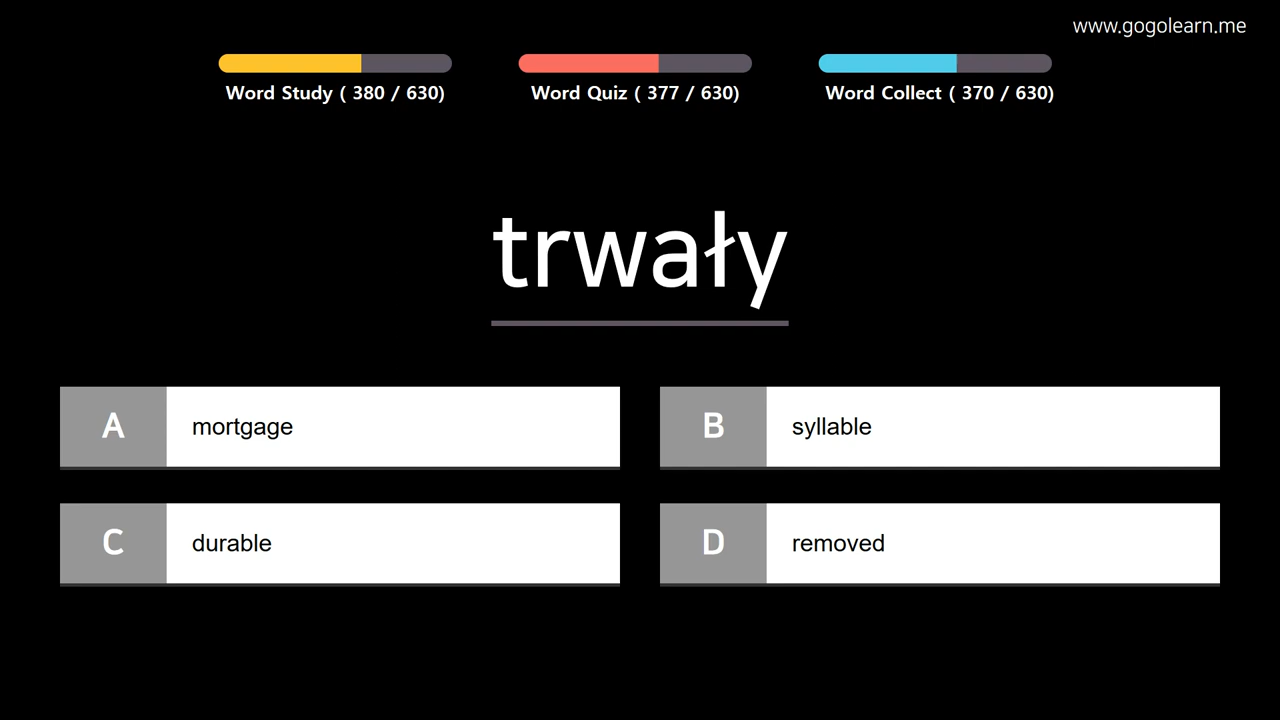 www.gogolearn.me
Word Study ( 380 / 630)
Word Quiz ( 377 / 630)
Word Collect ( 370 / 630)
trwały
A mortgage
B syllable
C durable
D removed